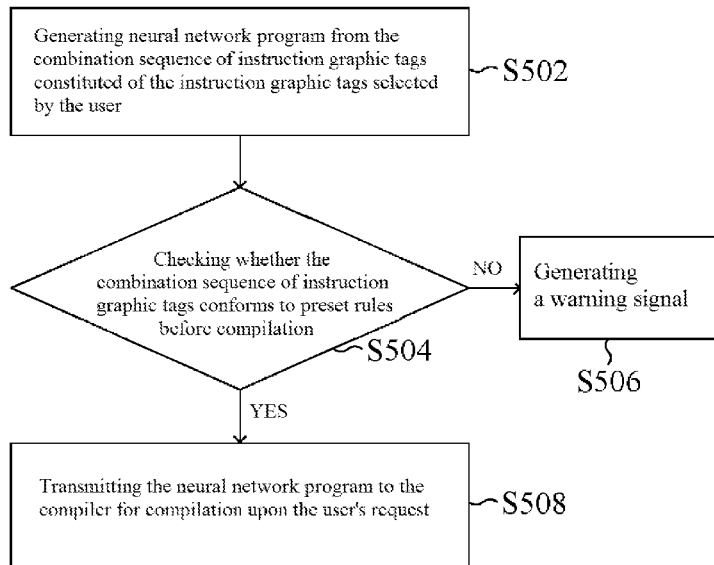 Generating neural network program from the
combination sequence of instruction graphic tags
constituted of the instruction graphic tags selected
by the user
S502
Checking whether the
combination sequence of instruction
graphic tags conforms to preset rules
before compilation
S504
NO
Generating
a warning signal
S506
YES
Transmitting the neural network program to the
compiler for compilation upon the user's request
S508